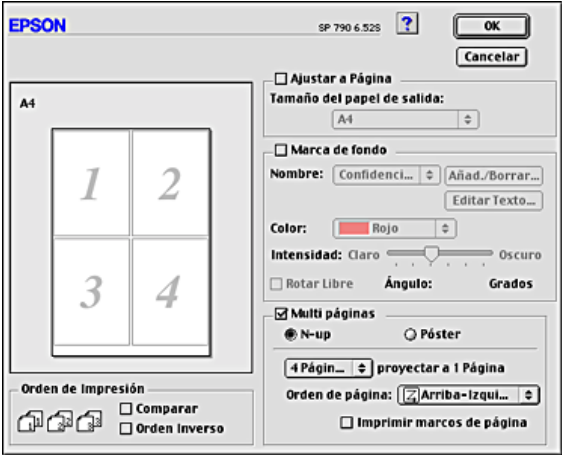 EPSON
SP 790 6.52S
?
OK
Cancelar
A4
1
2
3
4
Orden de Impresión
Comparar
Orden Inverso
Ajustar a Página
Tamaño del papel de salida:
A4
Marca de fondo
Nombre: Confidenci... Añad./Borrar...
Editar Texto...
Color: Rojo
Intensidad: Claro Oscuro
Rotar Libre Ángulo: Grados
Multi páginas
N-up Póster
4 Págin... proyectar a 1 Página
Orden de página: Arriba-Izqui...
Imprimir marcos de página